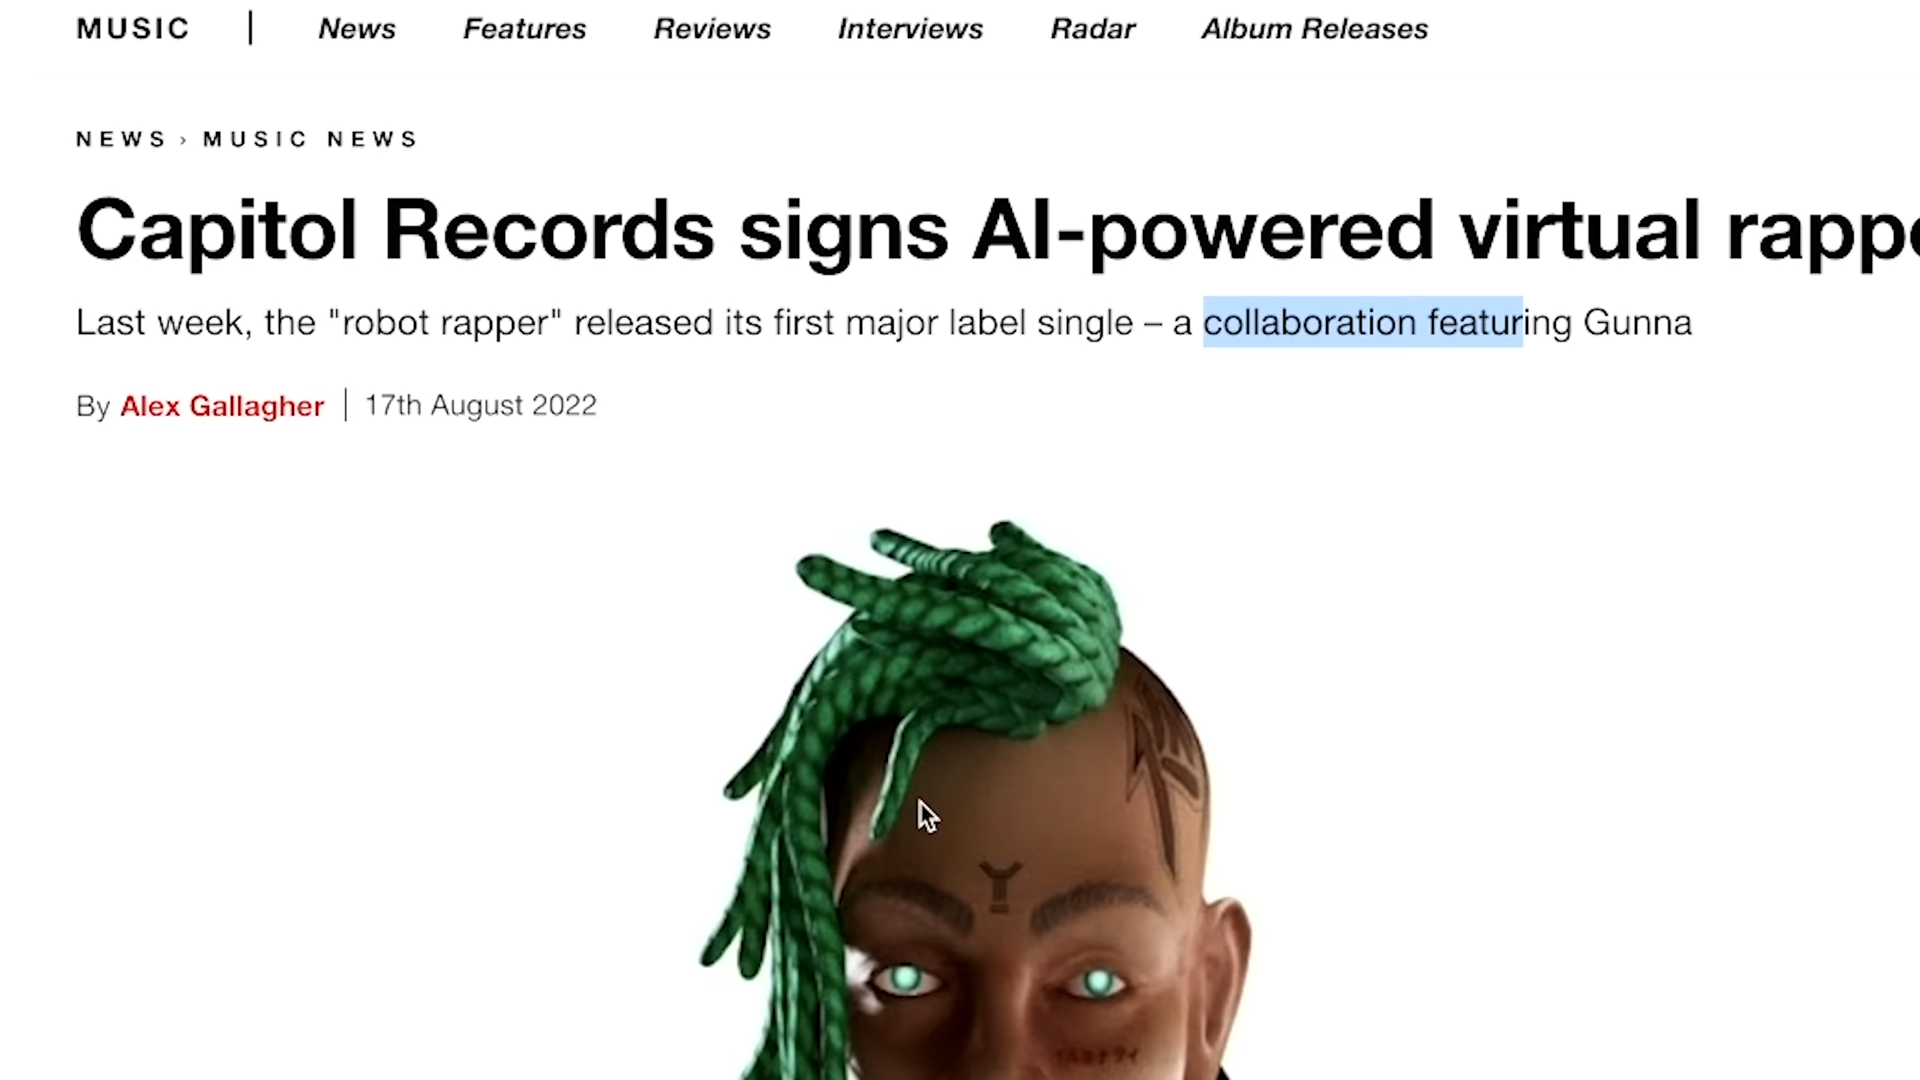 MUSIC | News Features Reviews Interviews Radar Album Releases
NEWS › MUSIC NEWS
Capitol Records signs AI-powered virtual rappe
Last week, the "robot rapper" released its first major label single – a collaboration featuring Gunna
By Alex Gallagher | 17th August 2022